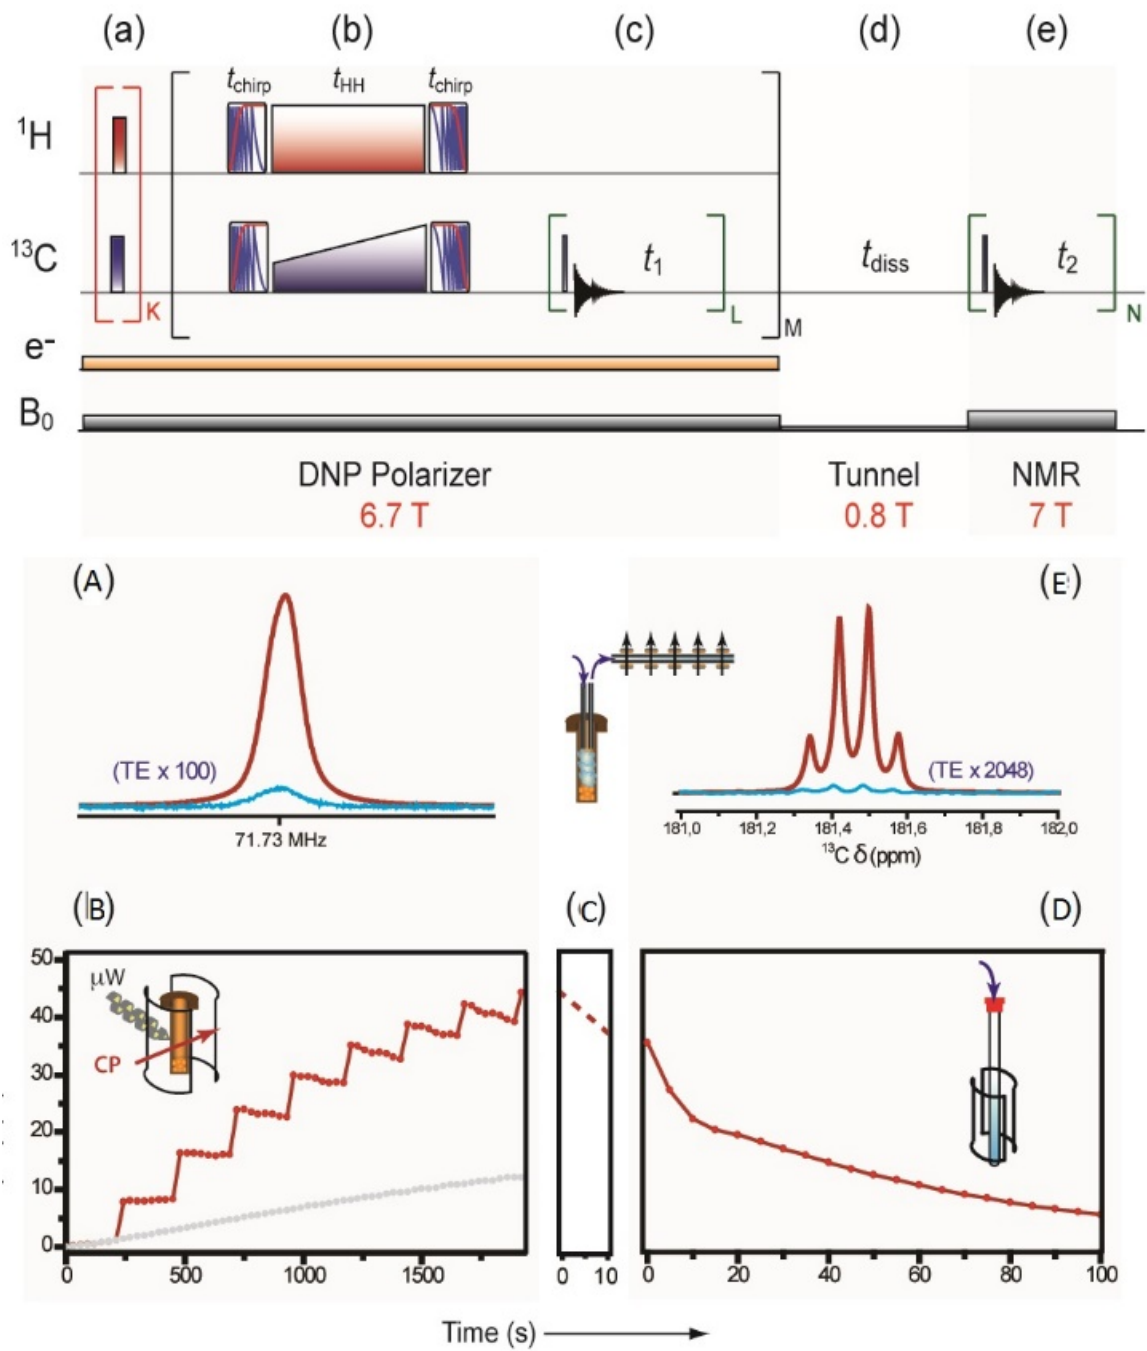 (a) (b) (c) (d) (e)
tchirp tHH tchirp
1H
13C
t1 tdiss t2
K L M N
e-
B0
DNP Polarizer Tunnel NMR
6.7 T 0.8 T 7 T
(A) (E)
(TE x 100) (TE x 2048)
71.73 MHz
181,0 181,2 181,4 181,6 181,8 182,0
13C δ (ppm)
(B) (C) (D)
50
40
30
20
10
0
μW
CP
0 500 1000 1500
0 10
0 20 40 60 80 100
Time (s)